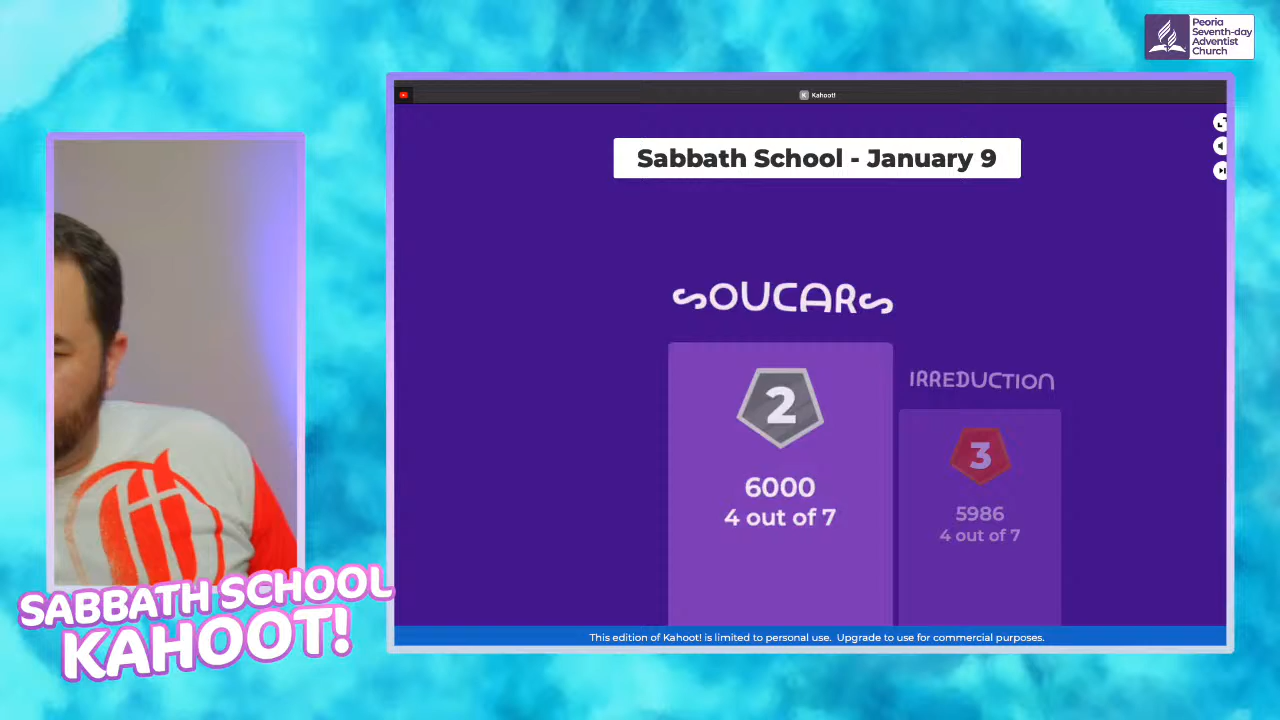 Peoria
Seventh-day
Adventist
Church
Kahoot!
Sabbath School - January 9
SOUCARS
IRREDUCTION
2
6000
4 out of 7
3
5986
4 out of 7
SABBATH SCHOOL
KAHOOT!
This edition of Kahoot! is limited to personal use. Upgrade to use for commercial purposes.